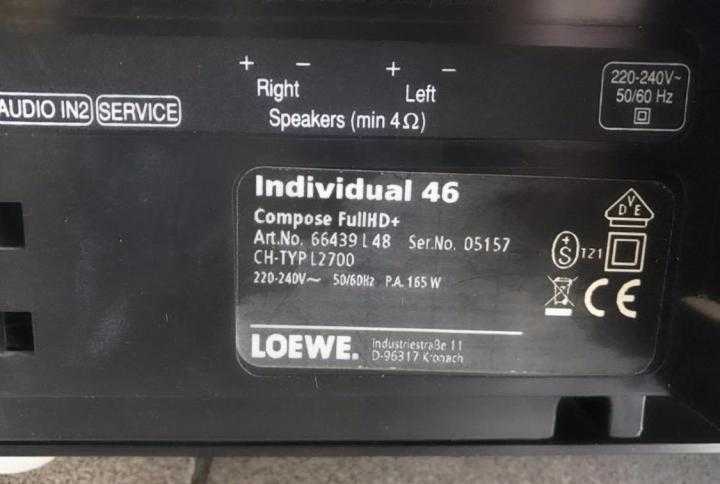 + − + −
Right Left
Speakers (min 4Ω)
AUDIO IN2 SERVICE
220-240V~
50/60 Hz
Individual 46
Compose FullHD+
Art.No. 66439 L 48 Ser.No. 05157
CH-TYP L2700
220-240V~ 50/60Hz P.A. 165 W
DVE
+S 121
CE
LOEWE.
Industriestraße 11
D-96317 Kronach